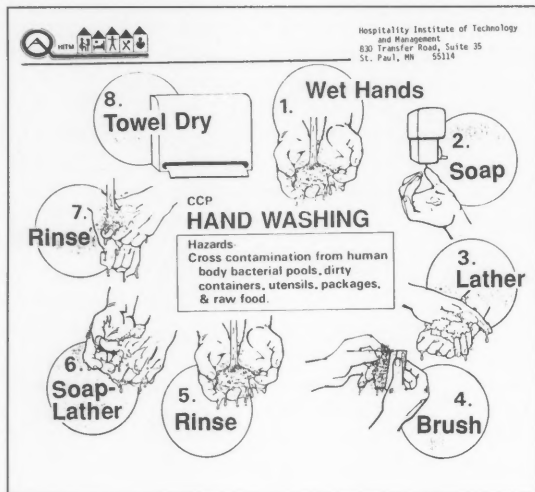 HITM
Hospitality Institute of Technology
and Management
830 Transfer Road, Suite 35
St. Paul, MN 55114
1.
Wet Hands
2.
Soap
3.
Lather
4.
Brush
5.
Rinse
6.
Soap-
Lather
7.
Rinse
8.
Towel Dry
CCP
HAND WASHING
Hazards
Cross contamination from human
body bacterial pools, dirty
containers, utensils, packages,
& raw food.